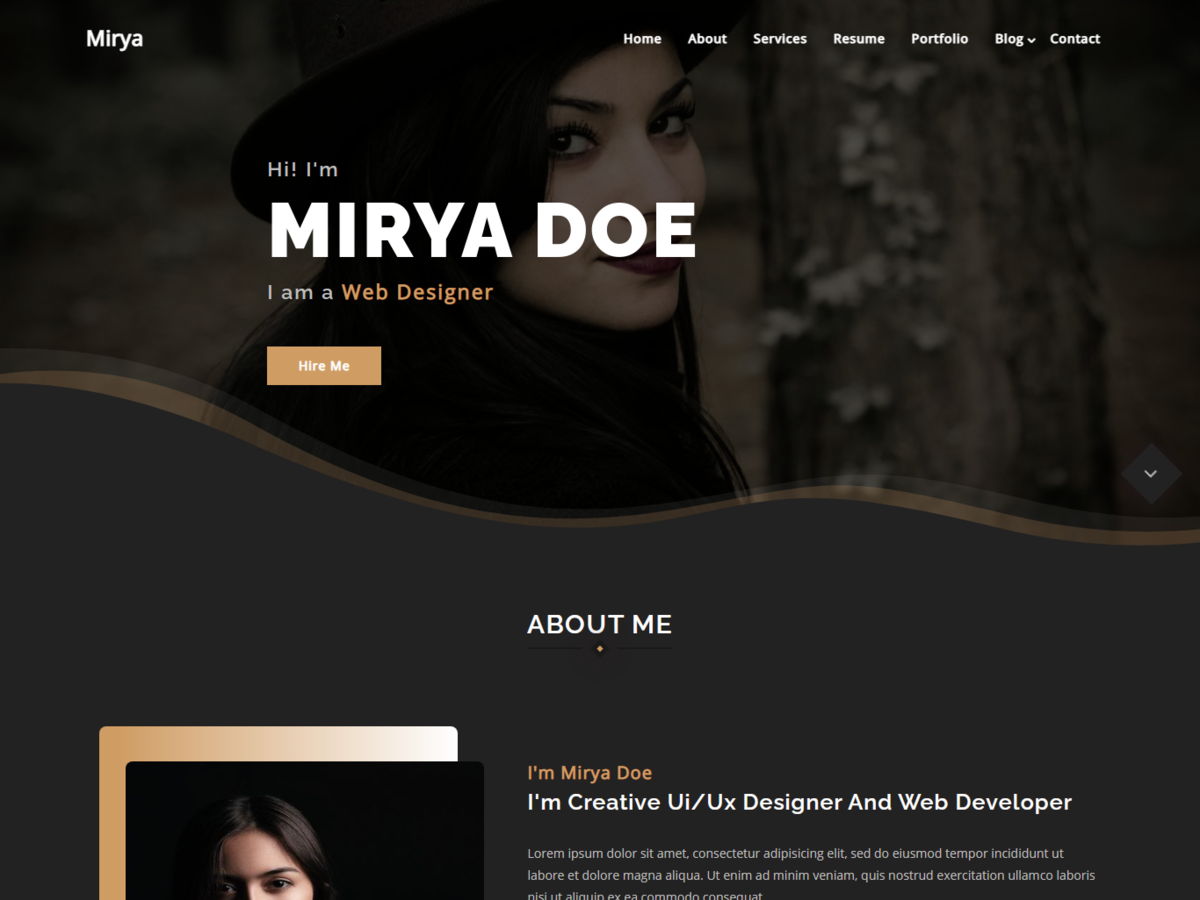 Mirya
Home About Services Resume Portfolio Blog Contact
Hi! I'm
MIRYA DOE
I am a Web Designer
Hire Me
ABOUT ME
I'm Mirya Doe
I'm Creative Ui/Ux Designer And Web Developer
Lorem ipsum dolor sit amet, consectetur adipisicing elit, sed do eiusmod tempor incididunt ut
labore et dolore magna aliqua. Ut enim ad minim veniam, quis nostrud exercitation ullamco laboris
nisi ut aliquip ex ea commodo consequat